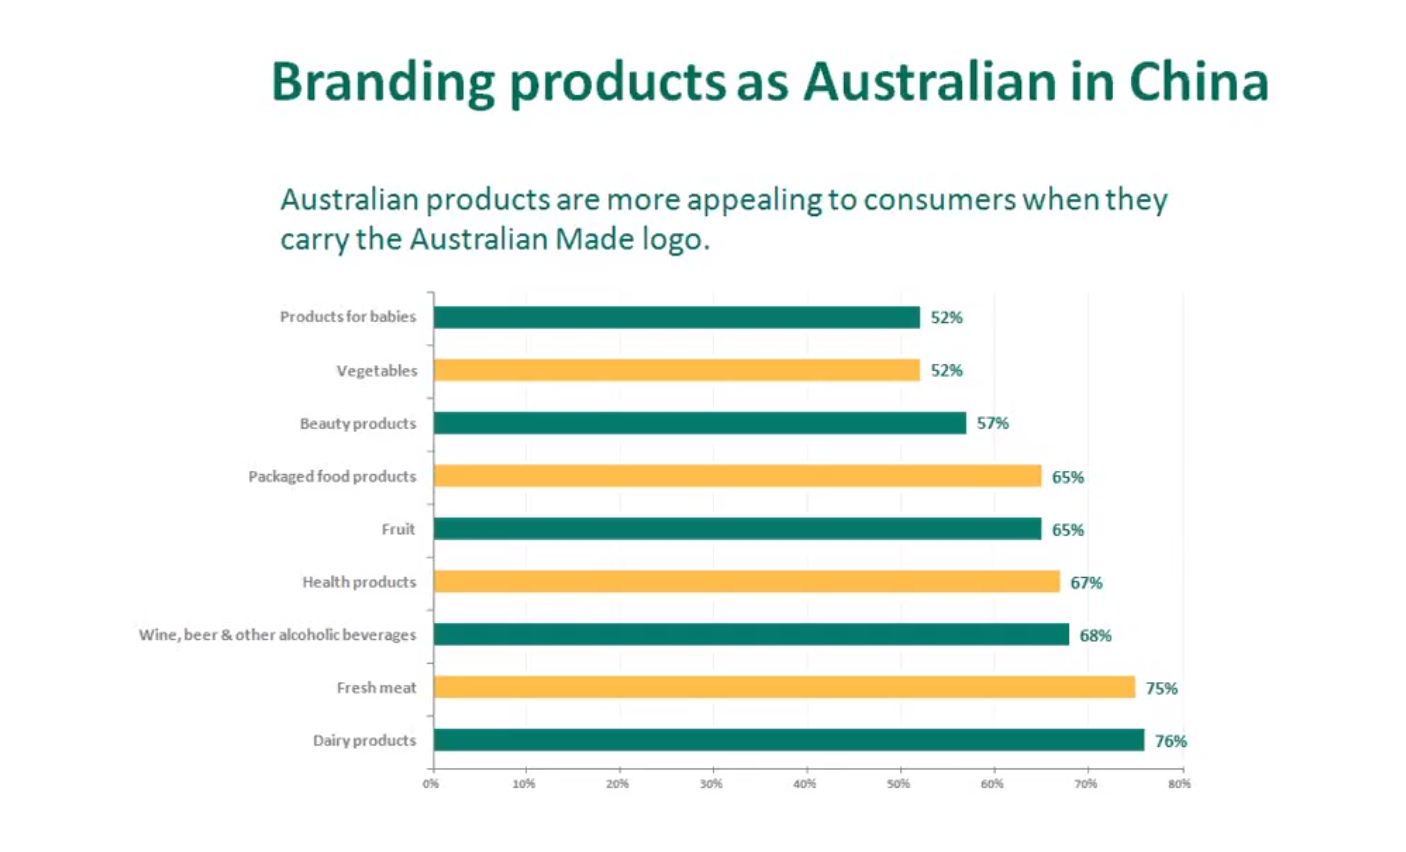 Branding products as Australian in China
Australian products are more appealing to consumers when they
carry the Australian Made logo.
Products for babies 52%
Vegetables 52%
Beauty products 57%
Packaged food products 65%
Fruit 65%
Health products 67%
Wine, beer & other alcoholic beverages 68%
Fresh meat 75%
Dairy products 76%
0% 10% 20% 30% 40% 50% 60% 70% 80%